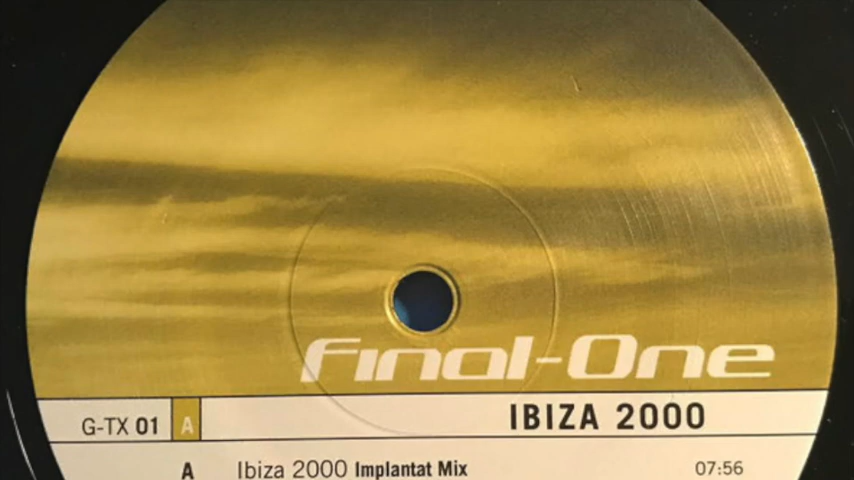 Final-One
G-TX 01 A IBIZA 2000
A Ibiza 2000 Implantat Mix 07:56